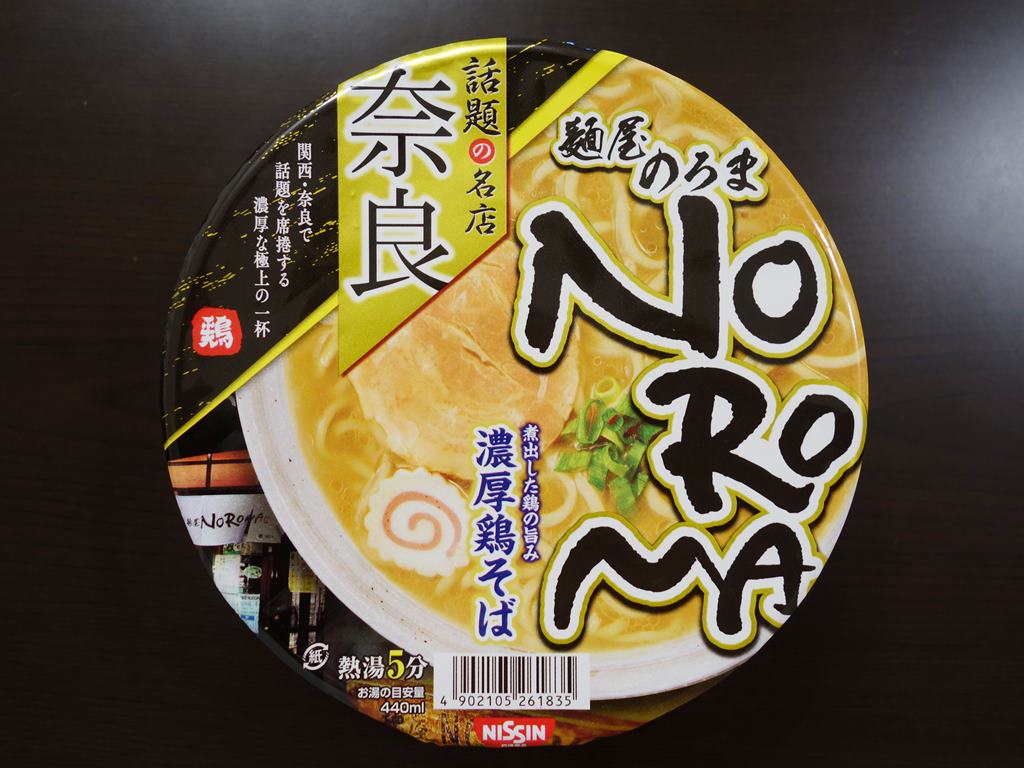 話題の名店
奈良
関西・奈良で
話題を席捲する
濃厚な極上の一杯
鶏
麺屋
のろま
NOROMA
煮出した鶏の旨み
濃厚鶏そば
NOROMA
紙
熱湯5分
お湯の目安量
440ml
4 902105 261835
NISSIN